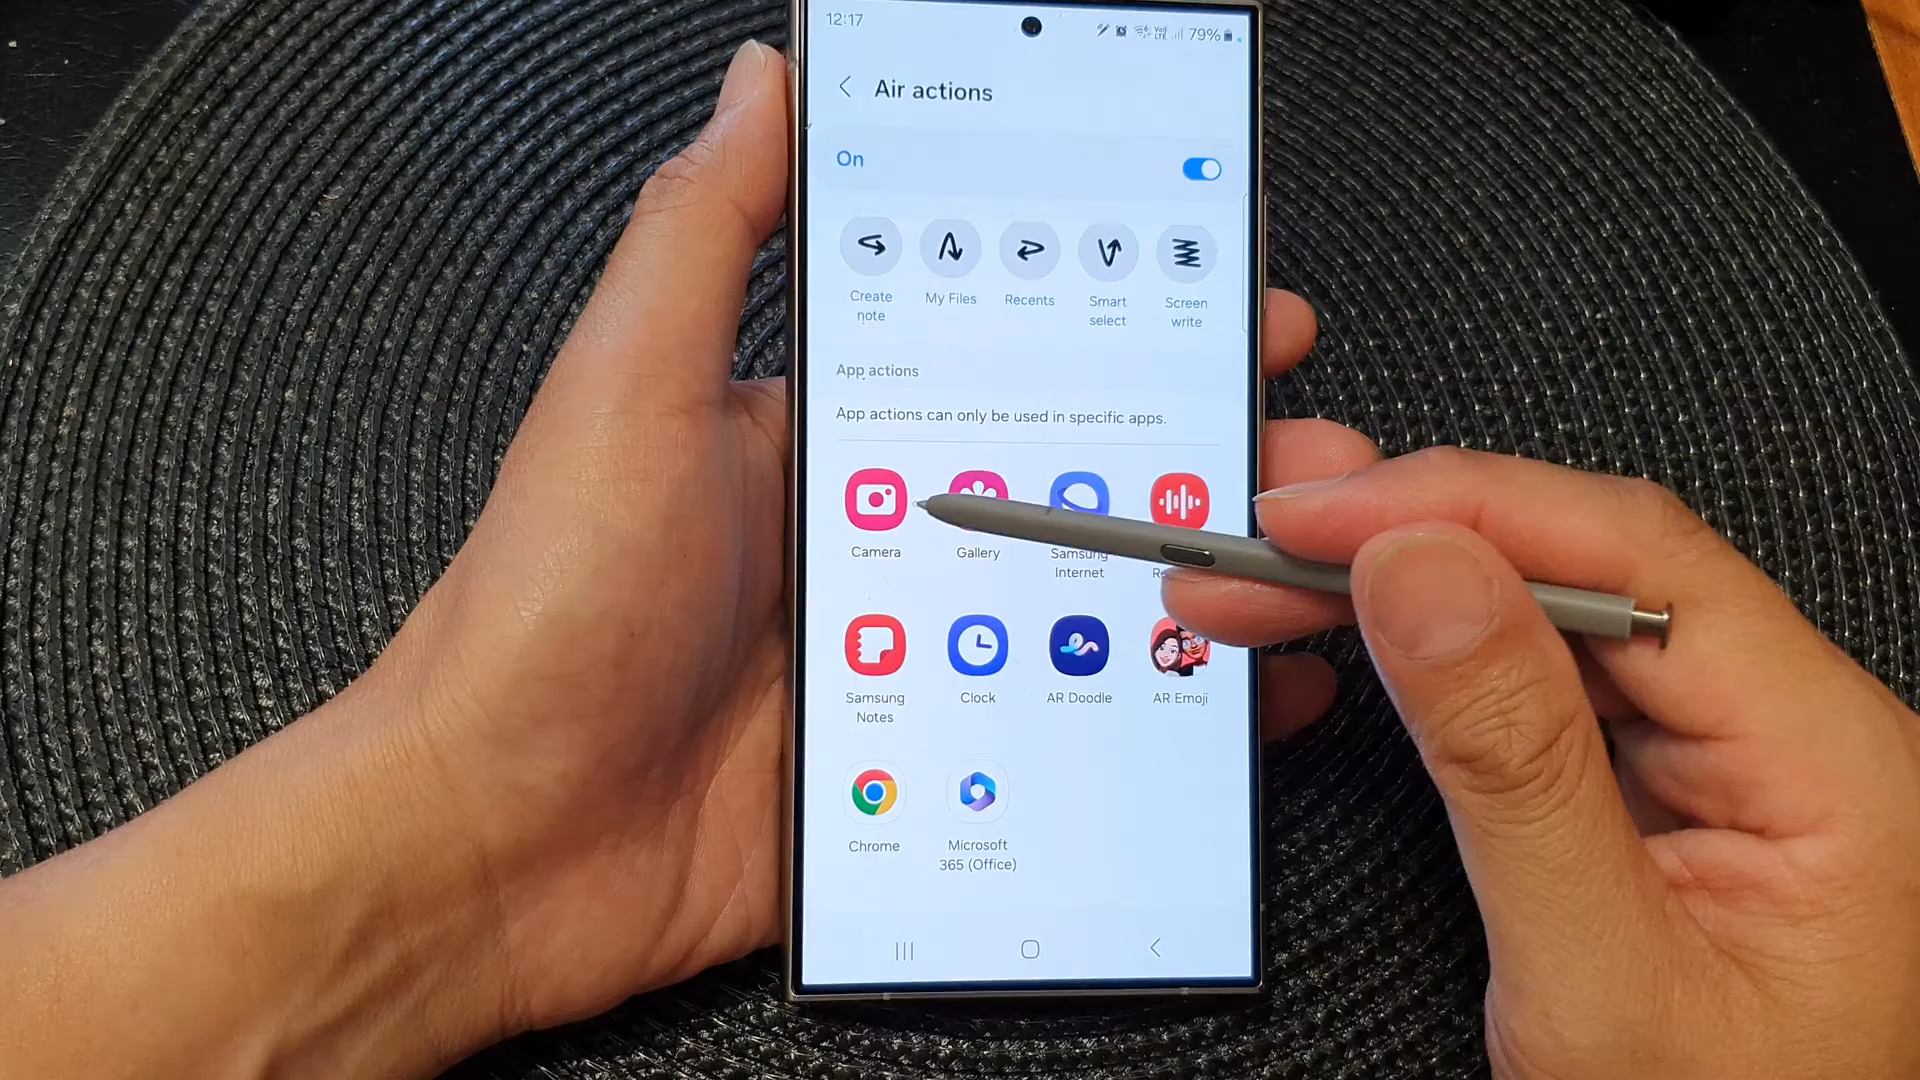 12:17
79%
Air actions
On
Create note
My Files
Recents
Smart select
Screen write
App actions
App actions can only be used in specific apps.
Camera
Gallery
Samsung Internet
Samsung Notes
Clock
AR Doodle
AR Emoji
Chrome
Microsoft 365 (Office)